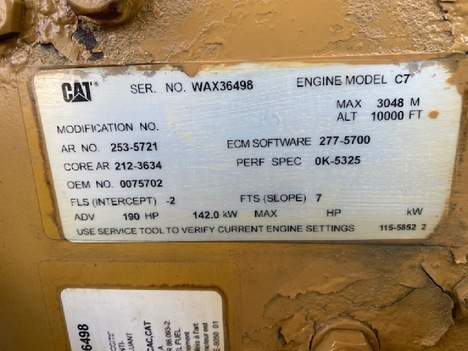 CAT® SER. NO. WAX36498 ENGINE MODEL C7
MAX 3048 M
ALT 10000 FT
MODIFICATION NO.
AR NO. 253-5721 ECM SOFTWARE 277-5700
CORE AR 212-3634 PERF SPEC 0K-5325
OEM NO. 0075702
FLS (INTERCEPT) -2 FTS (SLOPE) 7
ADV 190 HP 142.0 kW MAX HP kW
USE SERVICE TOOL TO VERIFY CURRENT ENGINE SETTINGS 115-5852 2
6498
CAC.CAT